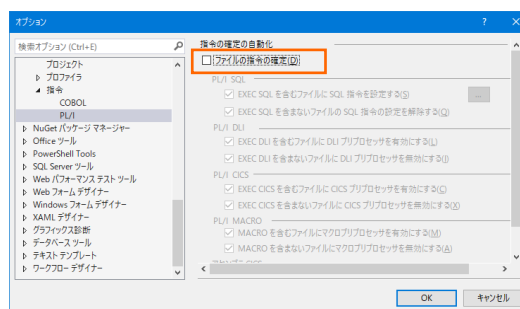 オプション
?
検索オプション (Ctrl+E)
プロジェクト
プロファイラ
指令
COBOL
PL/I
NuGet パッケージ マネージャー
Office ツール
PowerShell Tools
SQL Server ツール
Web パフォーマンス テスト ツール
Web フォーム デザイナー
Windows フォーム デザイナー
XAML デザイナー
グラフィックス診断
データベース ツール
テキスト テンプレート
ワークフロー デザイナー
指令の確定の自動化
ファイルの指令の確定(D)
PL/I SQL
EXEC SQL を含むファイルに SQL 指令を設定する(S)
...
EXEC SQL を含まないファイルの SQL 指令の設定を解除する(Q)
PL/I DLI
EXEC DLI を含むファイルに DLI プリプロセッサを有効にする(L)
EXEC DLI を含まないファイルに DLI プリプロセッサを無効にする(I)
PL/I CICS
EXEC CICS を含むファイルに CICS プリプロセッサを有効にする(C)
EXEC CICS を含まないファイルに CICS プリプロセッサを無効にする(X)
PL/I MACRO
MACRO を含むファイルにマクロプリプロセッサを有効にする(M)
MACRO を含まないファイルにマクロプリプロセッサを無効にする(A)
OK
キャンセル